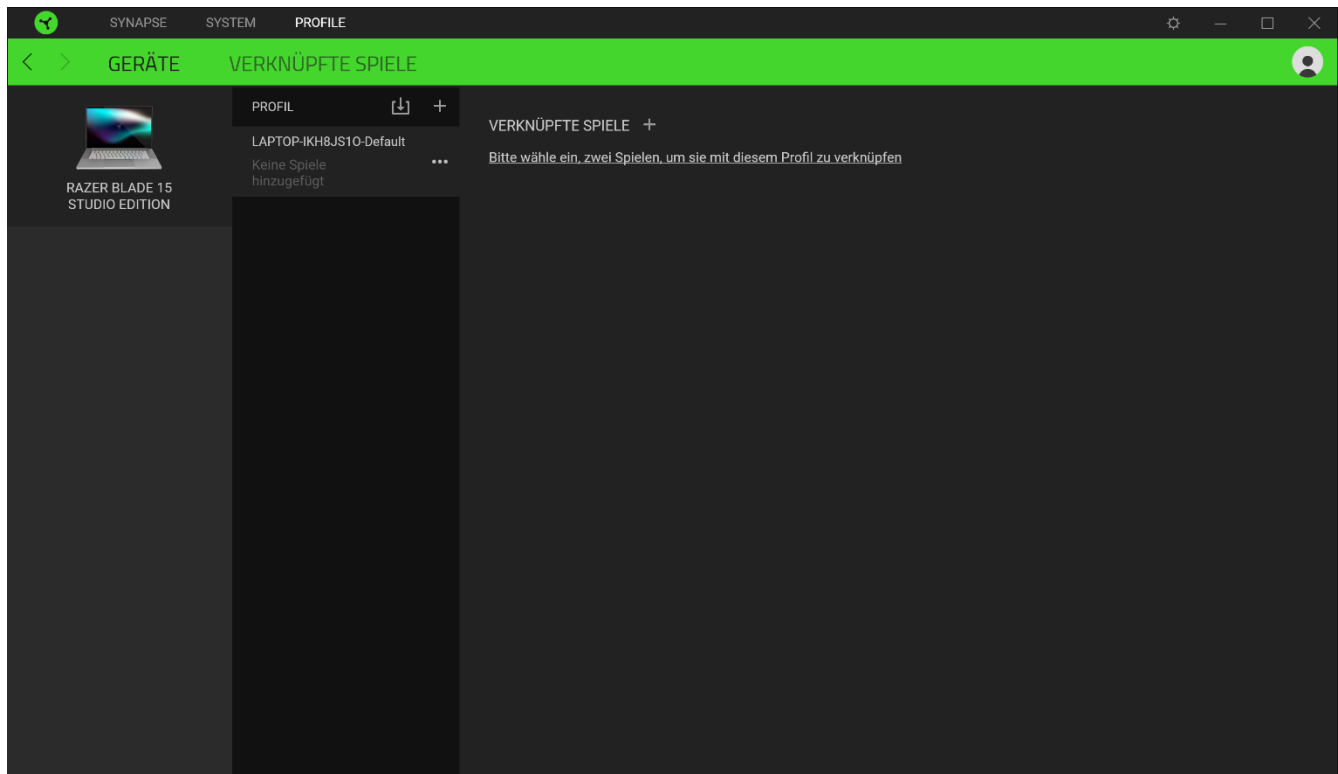 SYNAPSE SYSTEM PROFILE
GERÄTE VERKNÜPFTE SPIELE
RAZER BLADE 15
STUDIO EDITION
PROFIL
LAPTOP-IKH8JS1O-Default
Keine Spiele
hinzugefügt
VERKNÜPFTE SPIELE
Bitte wähle ein, zwei Spielen, um sie mit diesem Profil zu verknüpfen